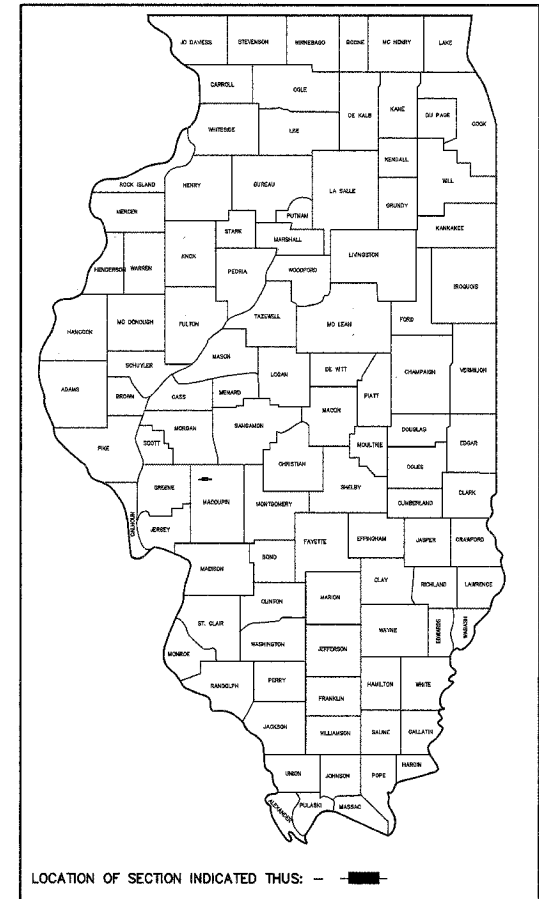 JO DAVIESS STEVENSON WINNEBAGO BOONE MC HENRY LAKE
CARROLL OGLE DE KALB KANE DU PAGE COOK
WHITESIDE LEE KENDALL WILL
ROCK ISLAND HENRY BUREAU PUTNAM LA SALLE GRUNDY
MERCER STARK MARSHALL KANKAKEE
HENDERSON WARREN KNOX PEORIA WOODFORD LIVINGSTON IROQUOIS
HANCOCK MC DONOUGH FULTON TAZEWELL MC LEAN FORD
SCHUYLER MASON LOGAN DE WITT CHAMPAIGN VERMILION
ADAMS BROWN CASS MENARD MACON PIATT
PIKE SCOTT MORGAN SANGAMON MOULTRIE DOUGLAS EDGAR
CHRISTIAN COLES
GREENE MACOUPIN MONTGOMERY SHELBY CUMBERLAND CLARK
CALHOUN JERSEY FAYETTE EFFINGHAM JASPER CRAWFORD
MADISON BOND CLAY RICHLAND LAWRENCE
CLINTON MARION WAYNE EDWARDS WABASH
ST. CLAIR WASHINGTON JEFFERSON
MONROE RANDOLPH PERRY HAMILTON WHITE
FRANKLIN
JACKSON WILLIAMSON SALINE GALLATIN
UNION JOHNSON POPE HARDIN
ALEXANDER PULASKI MASSAC
LOCATION OF SECTION INDICATED THUS: -